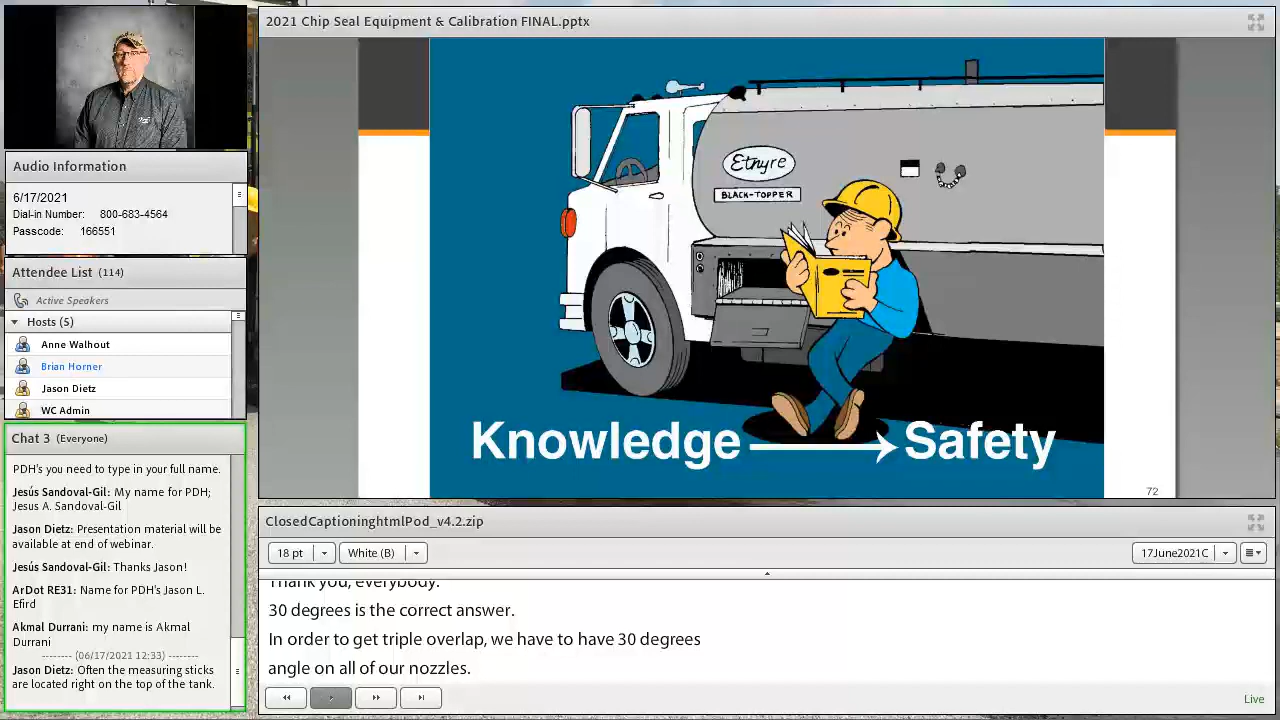 2021 Chip Seal Equipment & Calibration FINAL.pptx
Etnyre
BLACK-TOPPER
Knowledge
Safety
72
Audio Information
6/17/2021
Dial-in Number: 800-683-4564
Passcode: 166551
Attendee List (114)
Active Speakers
Hosts (5)
Anne Walhout
Brian Horner
Jason Dietz
WC Admin
Chat 3 (Everyone)
PDH's you need to type in your full name.
Jesús Sandoval-Gil: My name for PDH;
Jesus A. Sandoval-Gil
Jason Dietz: Presentation material will be
available at end of webinar.
Jesús Sandoval-Gil: Thanks Jason!
ArDot RE31: Name for PDH's Jason L.
Efird
Akmal Durrani: my name is Akmal
Durrani
-------- (06/17/2021 12:33) --------
Jason Dietz: Often the measuring sticks
are located right on the top of the tank.
ClosedCaptioninghtmlPod_v4.2.zip
18 pt
White (B)
17June2021C
Thank you, everybody.
30 degrees is the correct answer.
In order to get triple overlap, we have to have 30 degrees
angle on all of our nozzles.
Live